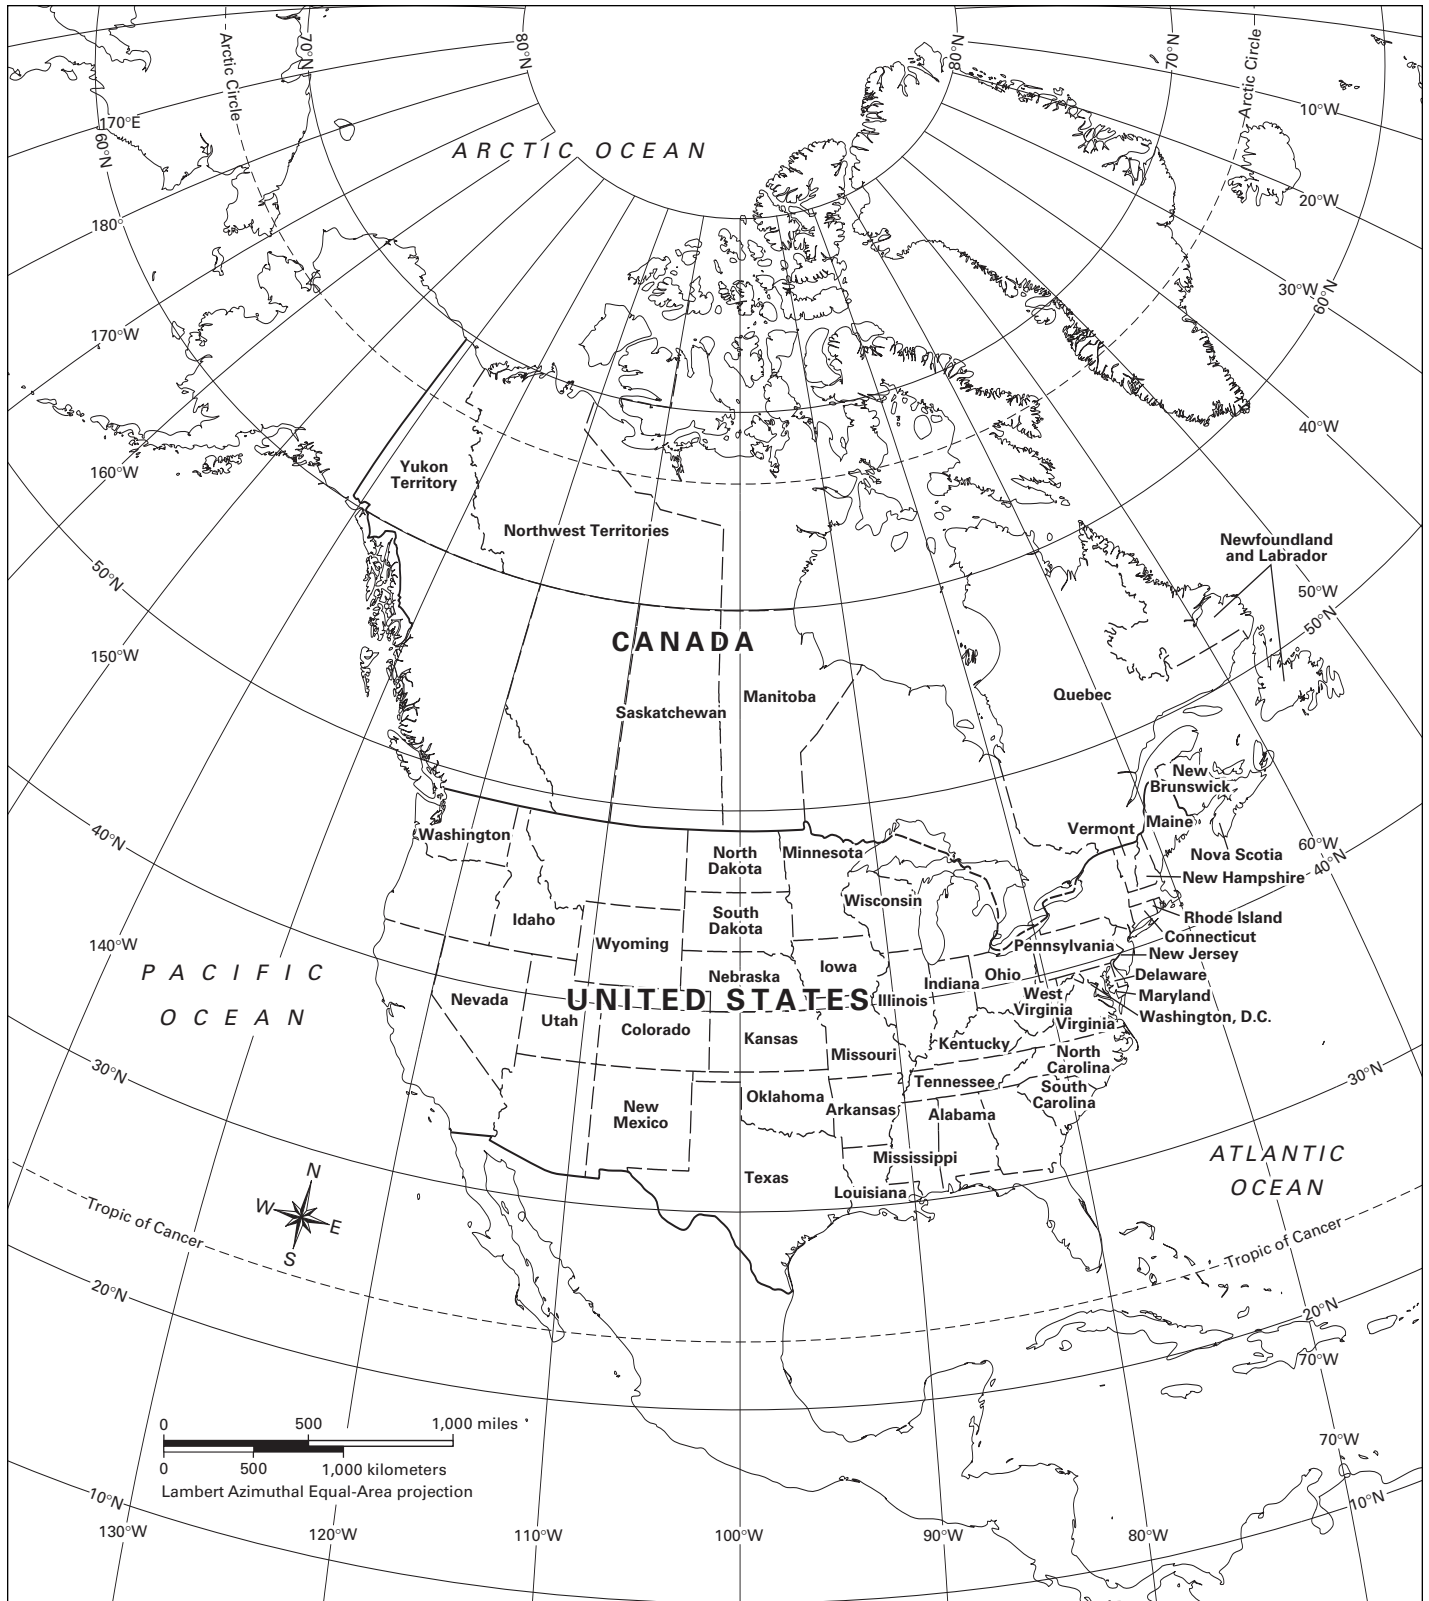 Arctic Circle
70°N
80°N
80°N
70°N
Arctic Circle
170°E
60°N
10°W
ARCTIC OCEAN
20°W
180°
30°W
60°N
170°W
40°W
160°W
Yukon
Territory
Northwest Territories
Newfoundland
and Labrador
50°N
50°W
50°N
CANADA
150°W
Manitoba
Quebec
Saskatchewan
New
Brunswick
40°N
Washington
Vermont
Maine
North
Dakota
Minnesota
60°W
40°N
Nova Scotia
New Hampshire
Wisconsin
Idaho
South
Dakota
Rhode Island
Connecticut
140°W
Wyoming
Pennsylvania
New Jersey
PACIFIC
OCEAN
Iowa
Ohio
Delaware
Nebraska
Indiana
Maryland
Nevada
UNITED STATES
Illinois
West
Virginia
Washington, D.C.
Utah
Colorado
Kansas
Virginia
Missouri
Kentucky
North
Carolina
30°N
30°N
Tennessee
South
Carolina
Oklahoma
New
Mexico
Arkansas
Alabama
ATLANTIC
OCEAN
Mississippi
Texas
Louisiana
N
W
E
S
Tropic of Cancer
Tropic of Cancer
20°N
20°N
70°W
0 500 1,000 miles
0 500 1,000 kilometers
Lambert Azimuthal Equal-Area projection
70°W
10°N
10°N
130°W
120°W
110°W
100°W
90°W
80°W